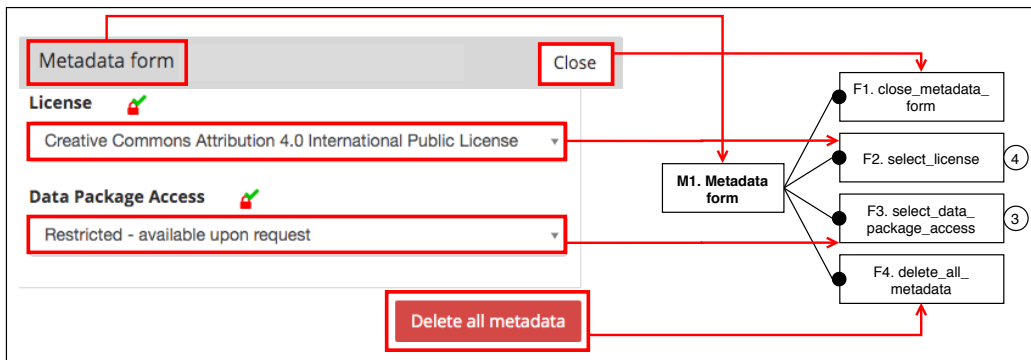 Metadata form
Close
License
Creative Commons Attribution 4.0 International Public License
Data Package Access
Restricted - available upon request
Delete all metadata
M1. Metadata
form
F1. close_metadata_
form
F2. select_license
4
F3. select_data_
package_access
3
F4. delete_all_
metadata